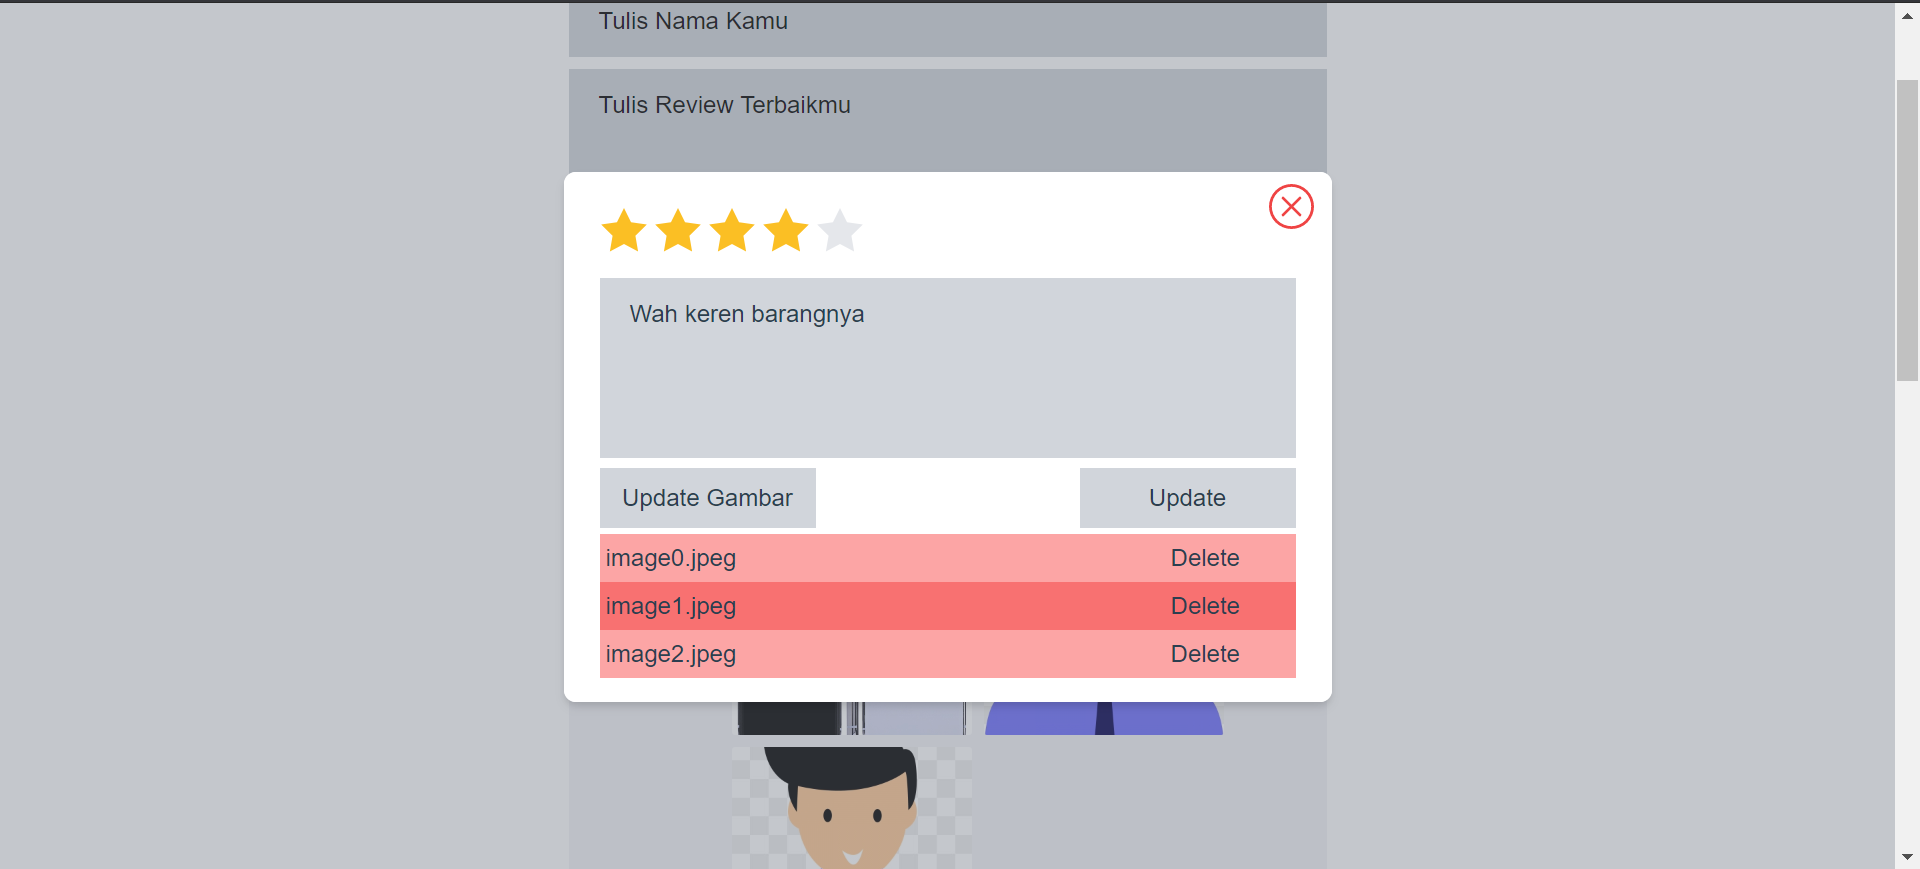 Tulis Nama Kamu
Tulis Review Terbaikmu
Wah keren barangnya
Update Gambar
Update
image0.jpeg
Delete
image1.jpeg
Delete
image2.jpeg
Delete